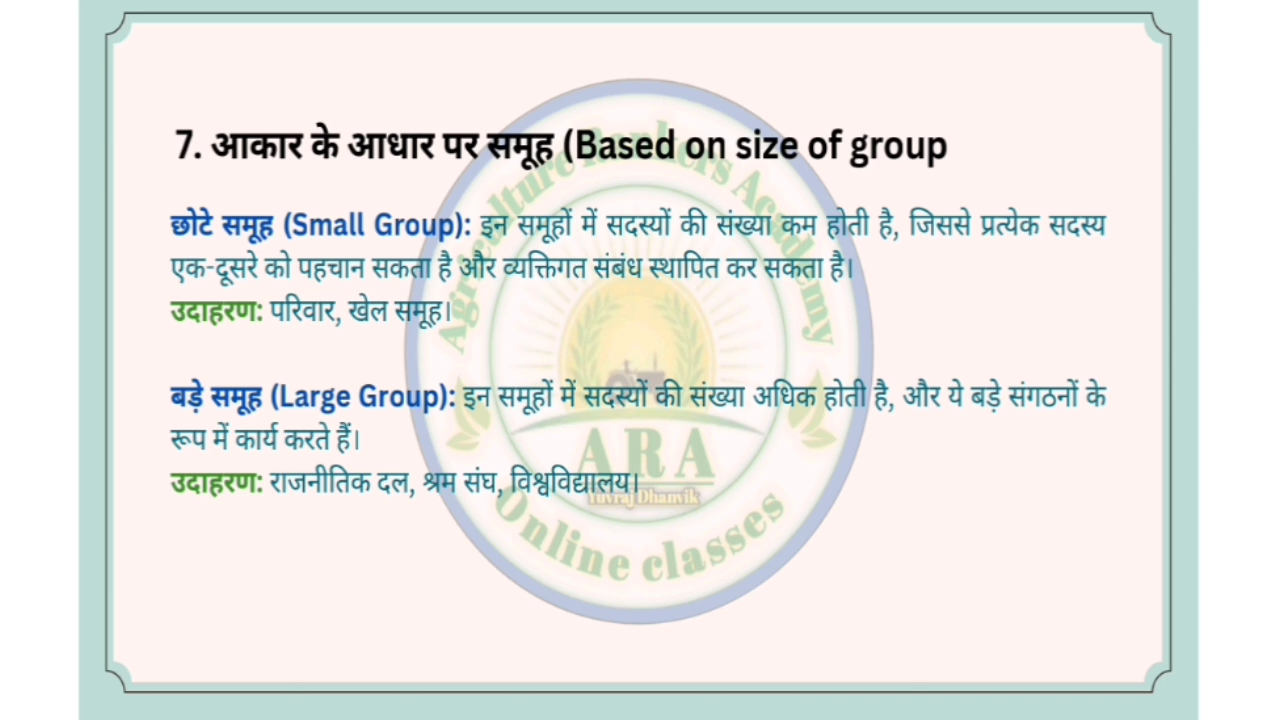 7. आकार के आधार पर समूह (Based on size of group
छोटे समूह (Small Group): इन समूहों में सदस्यों की संख्या कम होती है, जिससे प्रत्येक सदस्य
एक-दूसरे को पहचान सकता है और व्यक्तिगत संबंध स्थापित कर सकता है।
उदाहरण: परिवार, खेल समूह।
बड़े समूह (Large Group): इन समूहों में सदस्यों की संख्या अधिक होती है, और ये बड़े संगठनों के
रूप में कार्य करते हैं।
उदाहरण: राजनीतिक दल, श्रम संघ, विश्वविद्यालय।
Agriculture Rankers Academy
ARA
Yuvraj Dhanvik
Online classes